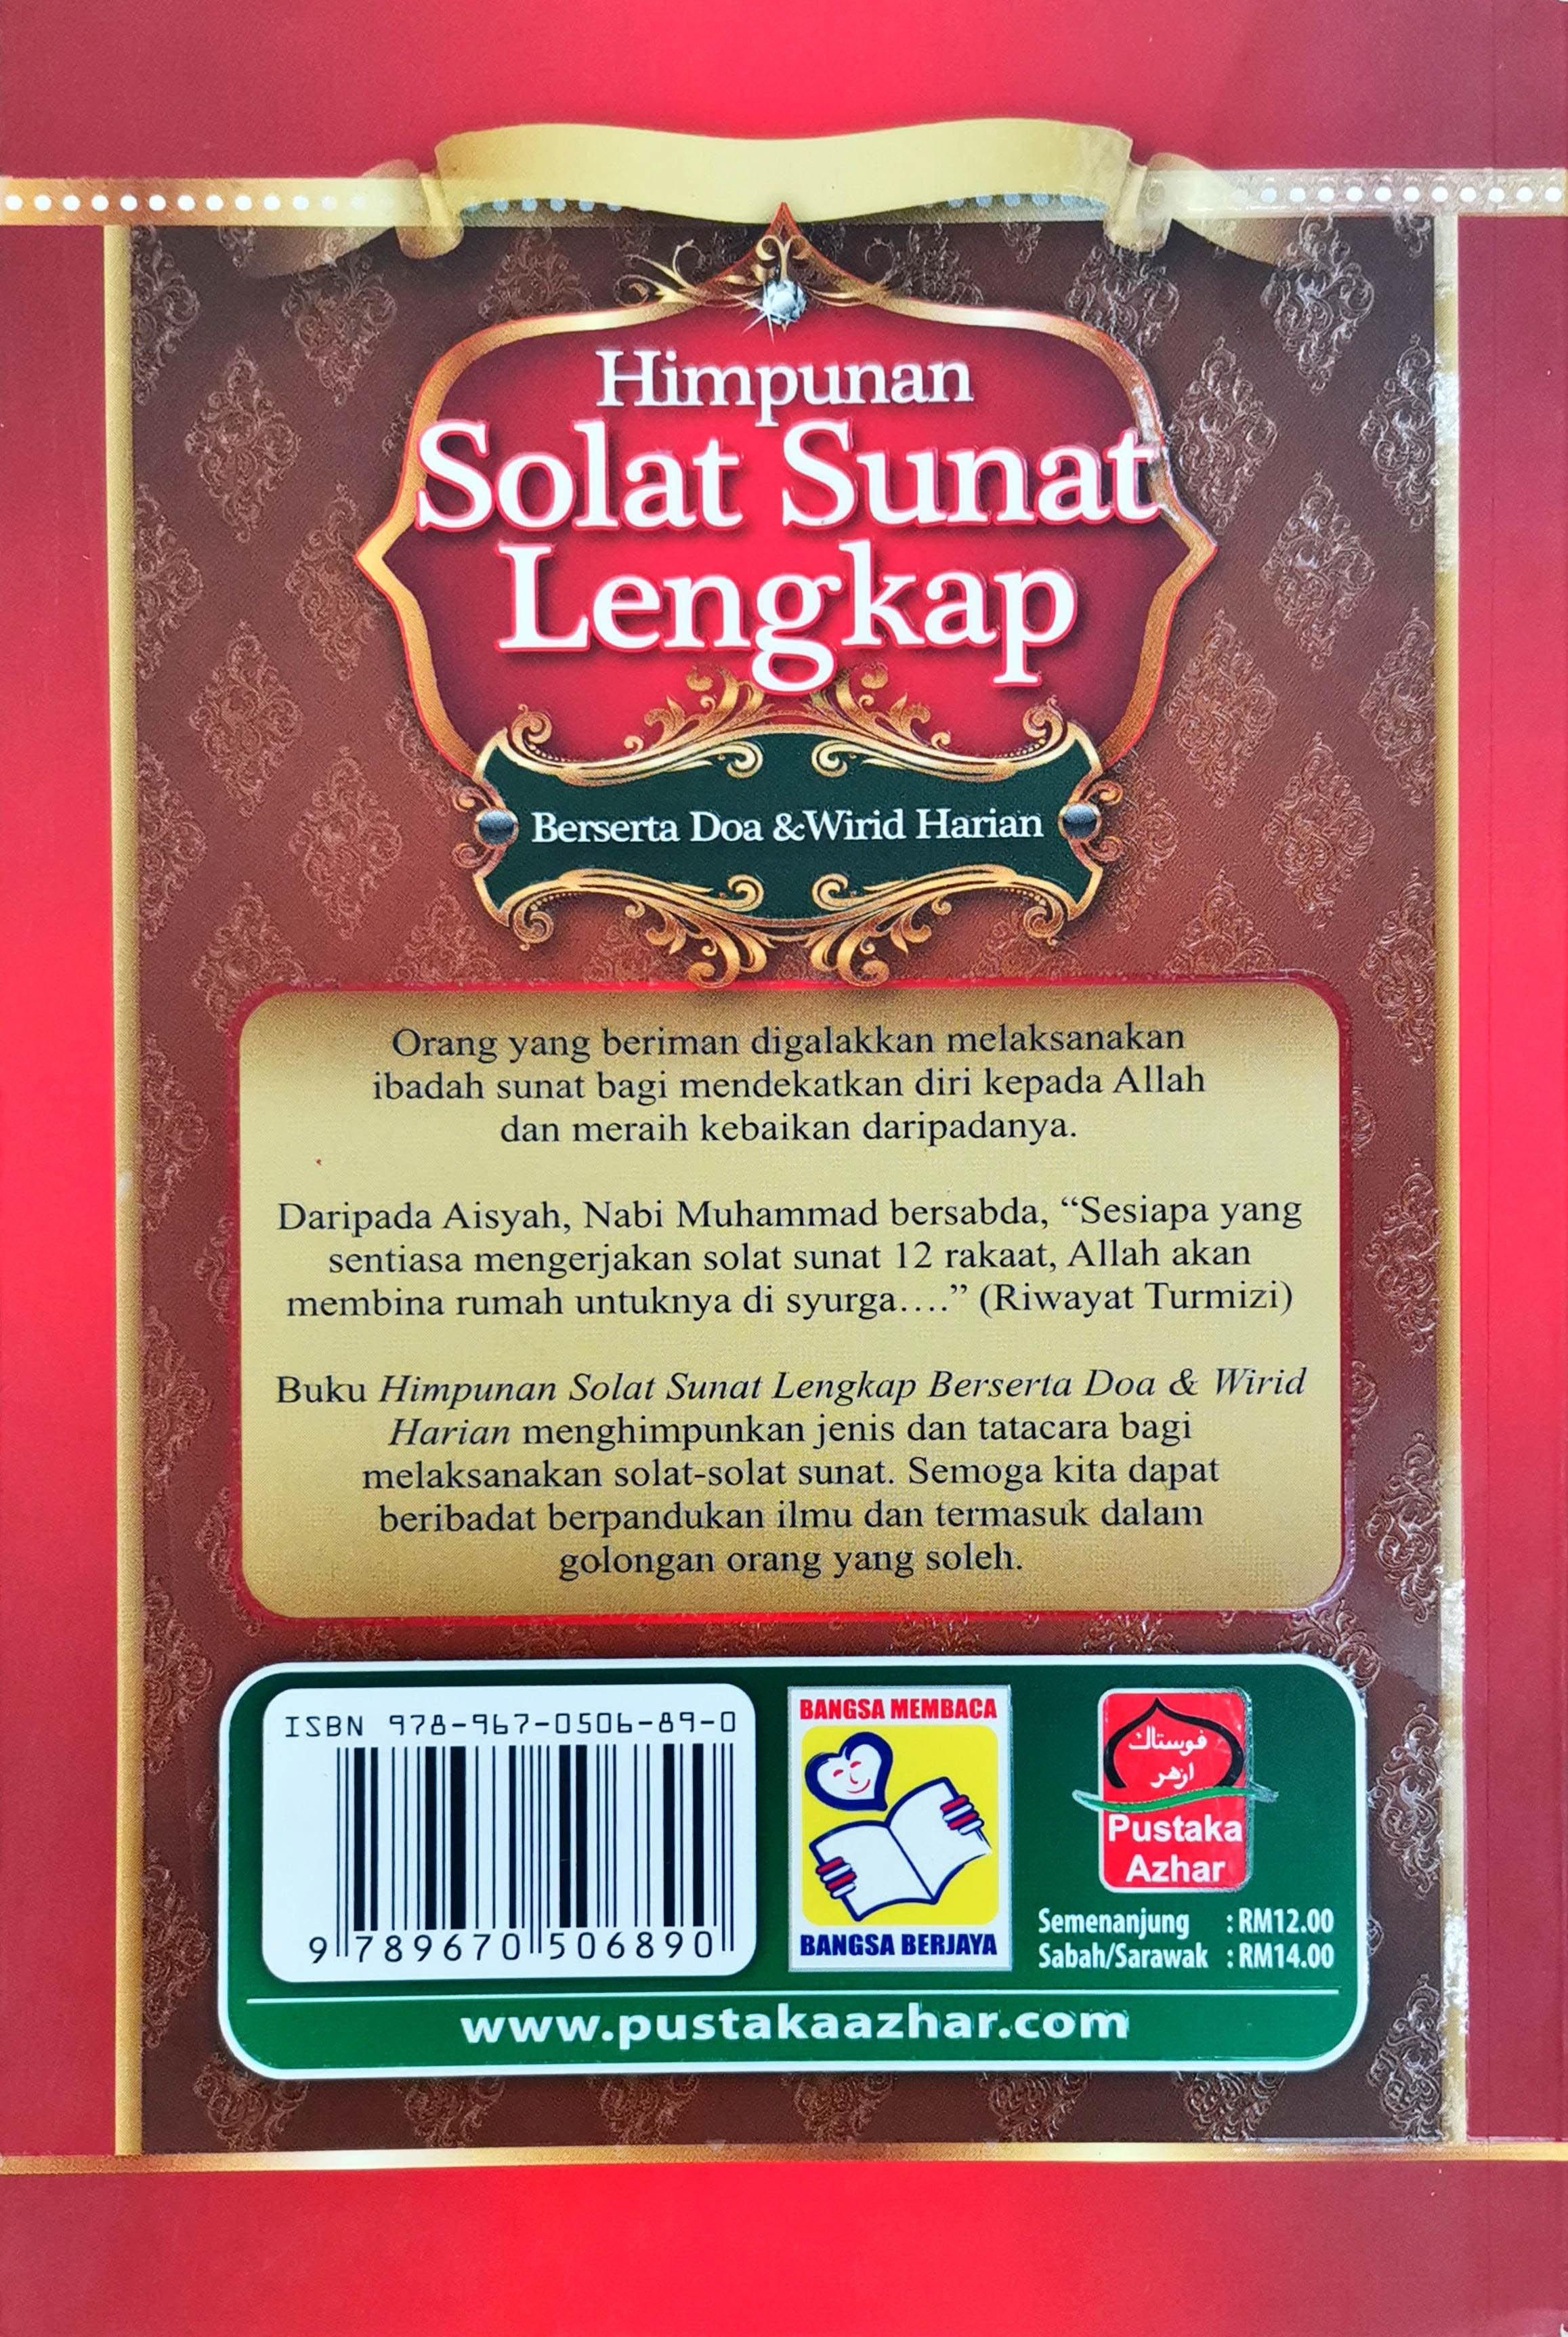 Himpunan
Solat Sunat
Lengkap
Berserta Doa &Wirid Harian
Orang yang beriman digalakkan melaksanakan
ibadah sunat bagi mendekatkan diri kepada Allah
dan meraih kebaikan daripadanya.
Daripada Aisyah, Nabi Muhammad bersabda, “Sesiapa yang
sentiasa mengerjakan solat sunat 12 rakaat, Allah akan
membina rumah untuknya di syurga....” (Riwayat Turmizi)
Buku Himpunan Solat Sunat Lengkap Berserta Doa & Wirid
Harian menghimpunkan jenis dan tatacara bagi
melaksanakan solat-solat sunat. Semoga kita dapat
beribadat berpandukan ilmu dan termasuk dalam
golongan orang yang soleh.
ISBN 978-967-0506-89-0
9 789670 506890
BANGSA MEMBACA
BANGSA BERJAYA
فوستاك
ازهر
Pustaka
Azhar
Semenanjung : RM12.00
Sabah/Sarawak : RM14.00
www.pustakaazhar.com